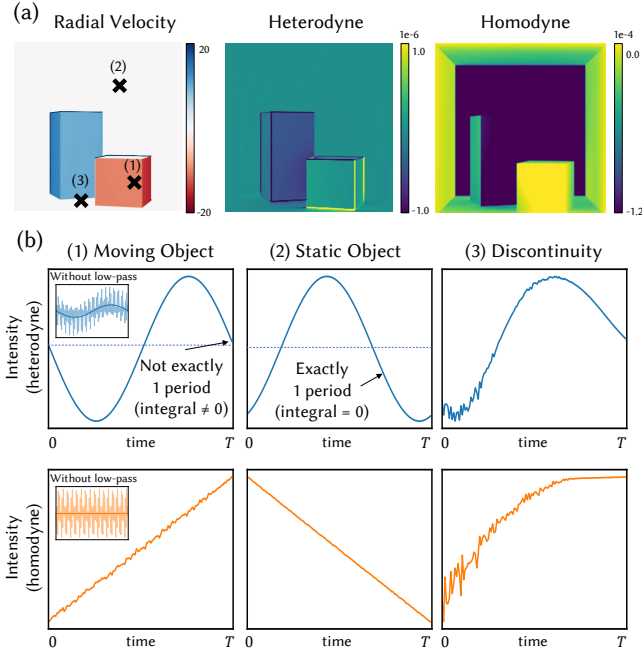 (a)
Radial Velocity
Heterodyne
Homodyne
20
-20
(2)
(1)
(3)
1e-6
1.0
-1.0
1e-4
0.0
-1.2
(b)
(1) Moving Object
(2) Static Object
(3) Discontinuity
Intensity
(heterodyne)
Without low-pass
Not exactly
1 period
(integral ≠ 0)
Exactly
1 period
(integral = 0)
0 time T
0 time T
0 time T
Intensity
(homodyne)
Without low-pass
0 time T
0 time T
0 time T